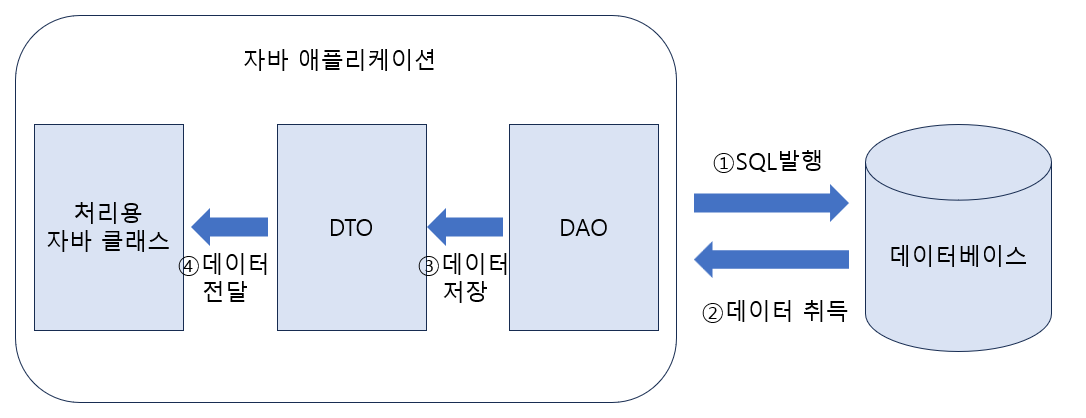 자바 애플리케이션
처리용
자바 클래스
④데이터
전달
DTO
③데이터
저장
DAO
①SQL발행
②데이터 취득
데이터베이스